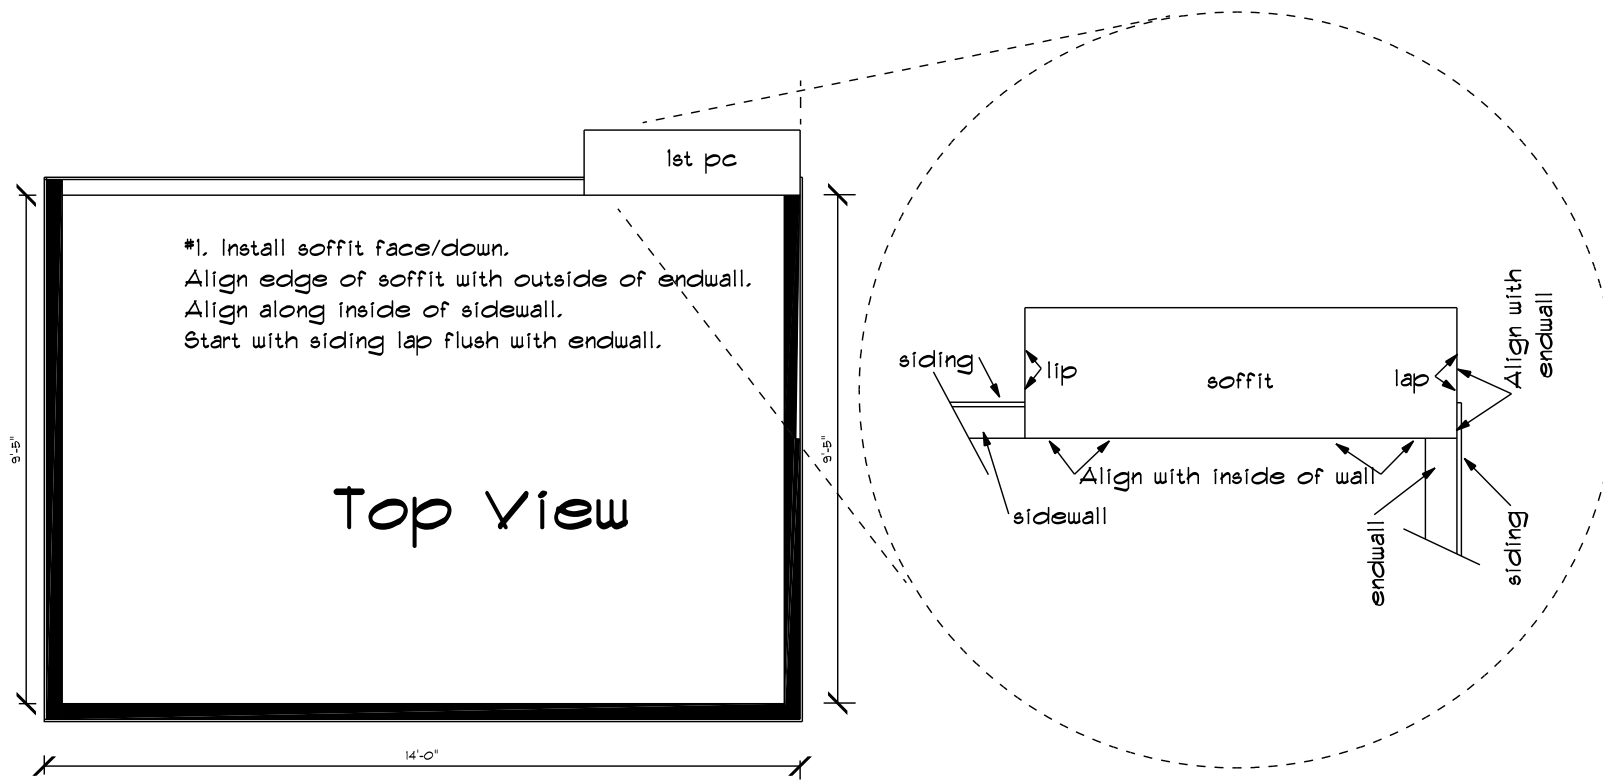 1st pc
#1. Install soffit face/down.
Align edge of soffit with outside of endwall.
Align along inside of sidewall.
Start with siding lap flush with endwall.
9'-5"
9'-5"
Top View
14'-0"
Align with
endwall
siding
lip
soffit
lap
Align with inside of wall
sidewall
endwall
siding